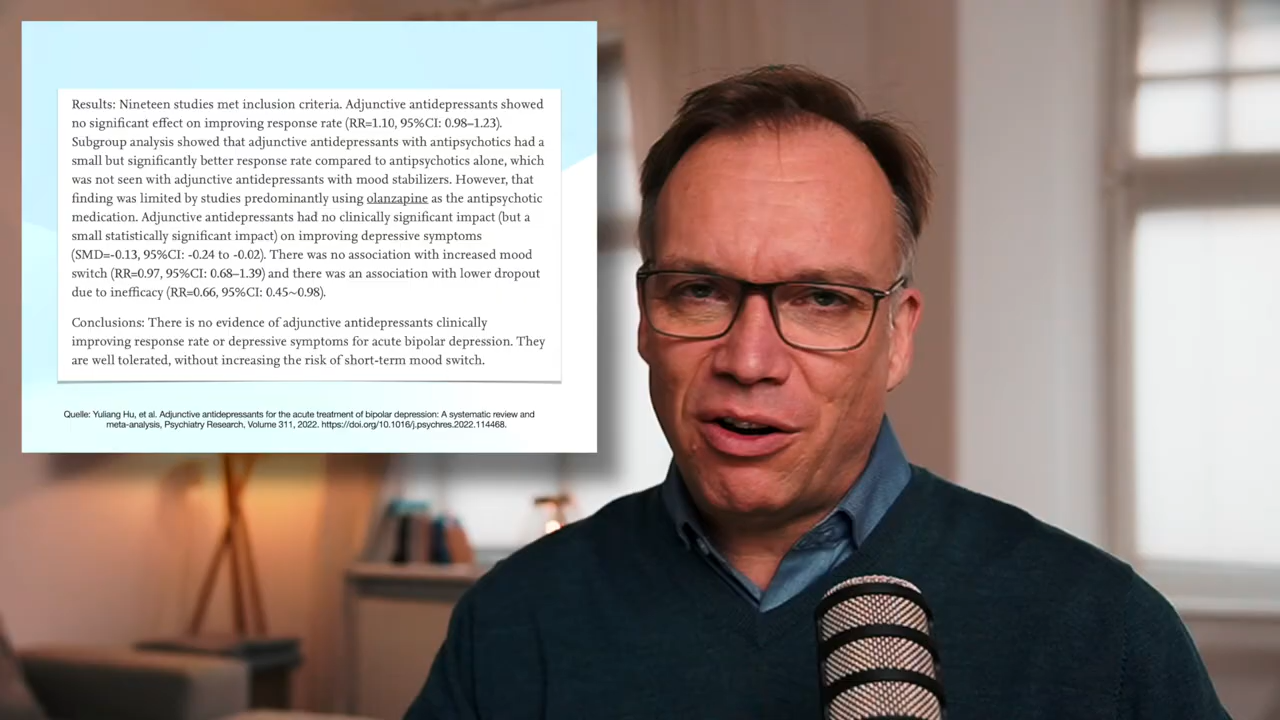 Results: Nineteen studies met inclusion criteria. Adjunctive antidepressants showed
no significant effect on improving response rate (RR=1.10, 95%CI: 0.98–1.23).
Subgroup analysis showed that adjunctive antidepressants with antipsychotics had a
small but significantly better response rate compared to antipsychotics alone, which
was not seen with adjunctive antidepressants with mood stabilizers. However, that
finding was limited by studies predominantly using olanzapine as the antipsychotic
medication. Adjunctive antidepressants had no clinically significant impact (but a
small statistically significant impact) on improving depressive symptoms
(SMD=-0.13, 95%CI: -0.24 to -0.02). There was no association with increased mood
switch (RR=0.97, 95%CI: 0.68–1.39) and there was an association with lower dropout
due to inefficacy (RR=0.66, 95%CI: 0.45~0.98).
Conclusions: There is no evidence of adjunctive antidepressants clinically
improving response rate or depressive symptoms for acute bipolar depression. They
are well tolerated, without increasing the risk of short-term mood switch.
Quelle: Yuliang Hu, et al. Adjunctive antidepressants for the acute treatment of bipolar depression: A systematic review and
meta-analysis, Psychiatry Research, Volume 311, 2022. https://doi.org/10.1016/j.psychres.2022.114468.